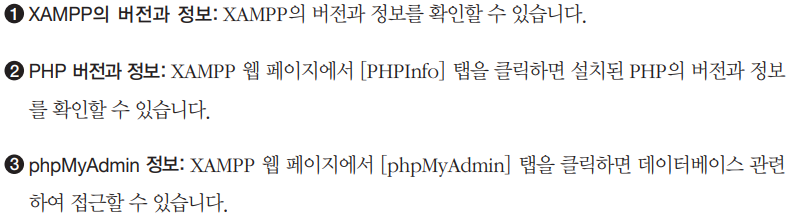 ❶ XAMPP의 버전과 정보: XAMPP의 버전과 정보를 확인할 수 있습니다.
❷ PHP 버전과 정보: XAMPP 웹 페이지에서 [PHPInfo] 탭을 클릭하면 설치된 PHP의 버전과 정보
를 확인할 수 있습니다.
❸ phpMyAdmin 정보: XAMPP 웹 페이지에서 [phpMyAdmin] 탭을 클릭하면 데이터베이스 관련
하여 접근할 수 있습니다.